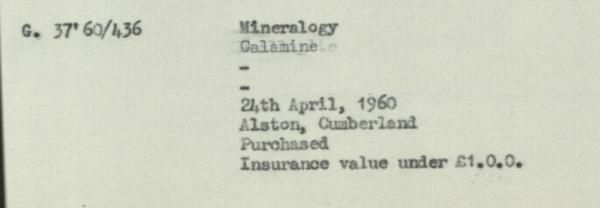 G. 37'60/436
Mineralogy
Calamine
-
-
24th April, 1960
Alston, Cumberland
Purchased
Insurance value under £1.0.0.